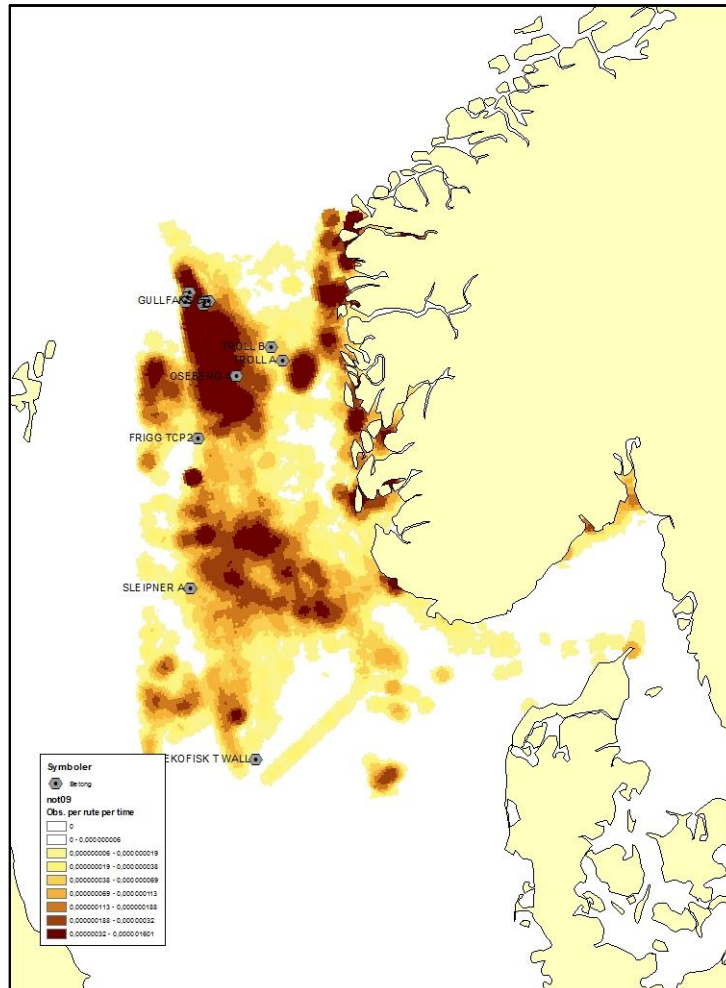 GULLFAKS
TROLL B
TROLL A
OSEBERG
FRIGG TCP2
SLEIPNER A
EKOFISK T WALL
Symboler
Betong
not09
Obs. per rute per time
0
0 - 0,000000006
0,000000006 - 0,000000019
0,000000019 - 0,000000038
0,000000038 - 0,000000069
0,000000069 - 0,000000113
0,000000113 - 0,000000188
0,000000188 - 0,00000032
0,00000032 - 0,000001601